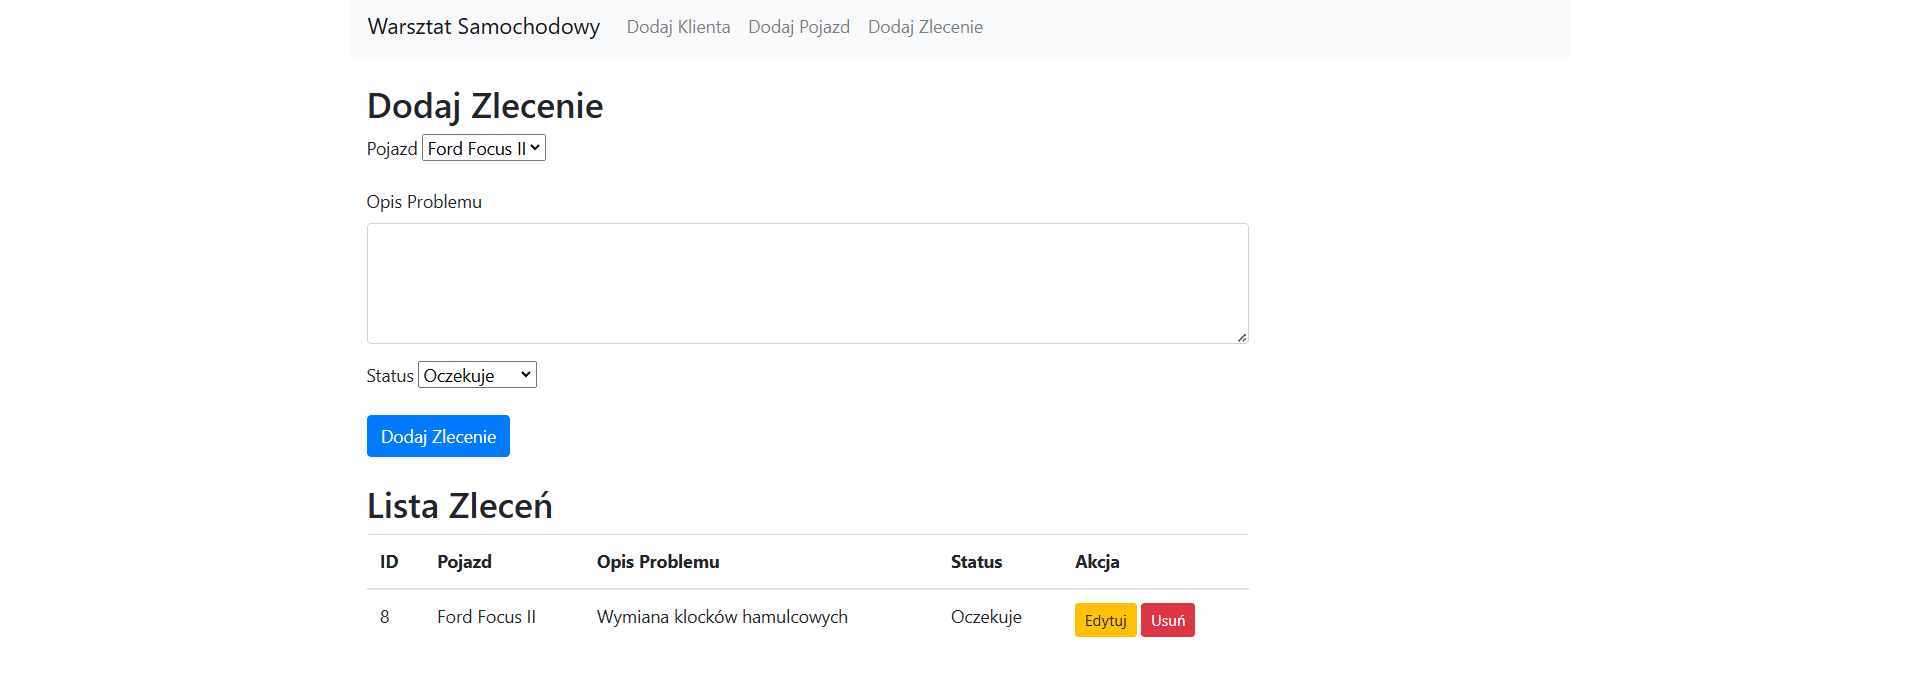 Warsztat Samochodowy Dodaj Klienta Dodaj Pojazd Dodaj Zlecenie
Dodaj Zlecenie
Pojazd Ford Focus II
Opis Problemu
Status Oczekuje
Dodaj Zlecenie
Lista Zleceń
ID Pojazd Opis Problemu Status Akcja
8 Ford Focus II Wymiana klocków hamulcowych Oczekuje Edytuj Usuń